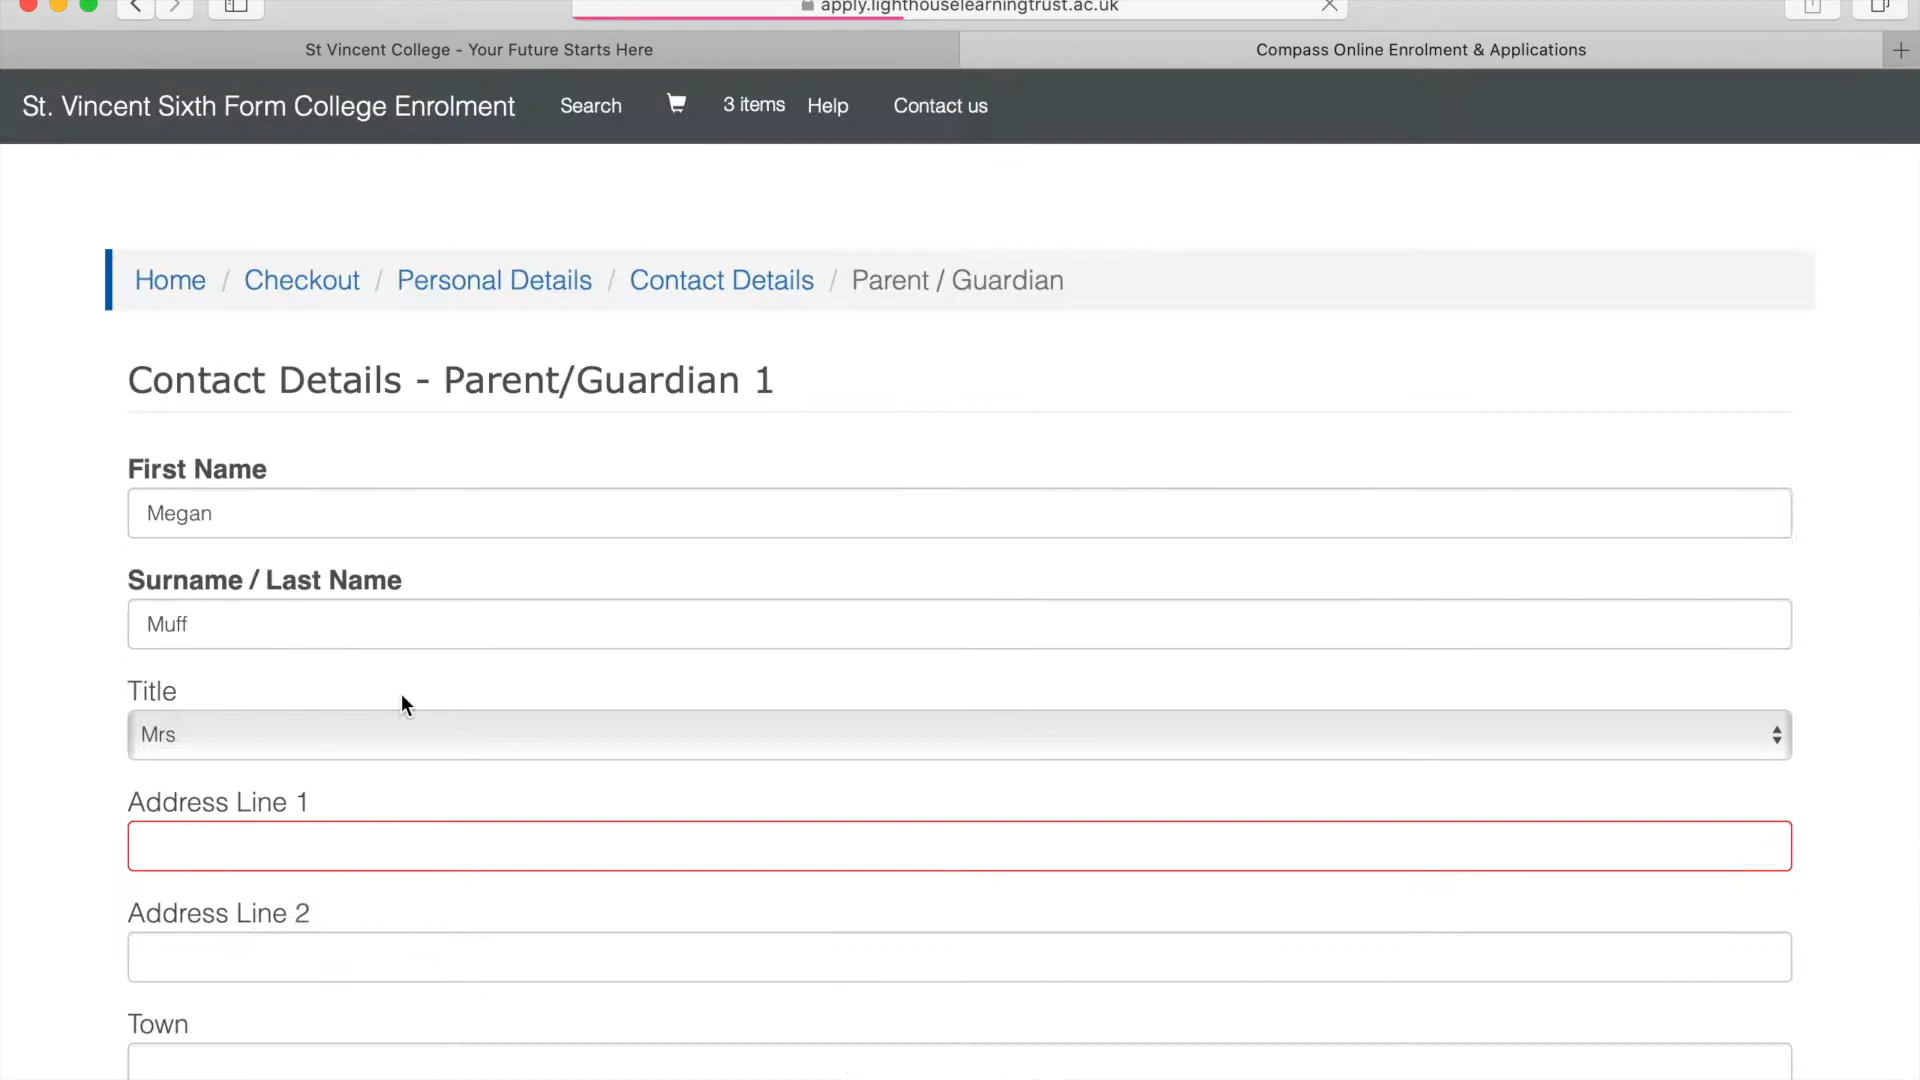 apply.lighthouselearningtrust.ac.uk
St Vincent College - Your Future Starts Here
Compass Online Enrolment & Applications
St. Vincent Sixth Form College Enrolment Search 3 items Help Contact us
Home / Checkout / Personal Details / Contact Details / Parent / Guardian
Contact Details - Parent/Guardian 1
First Name
Megan
Surname / Last Name
Muff
Title
Mrs
Address Line 1
Address Line 2
Town